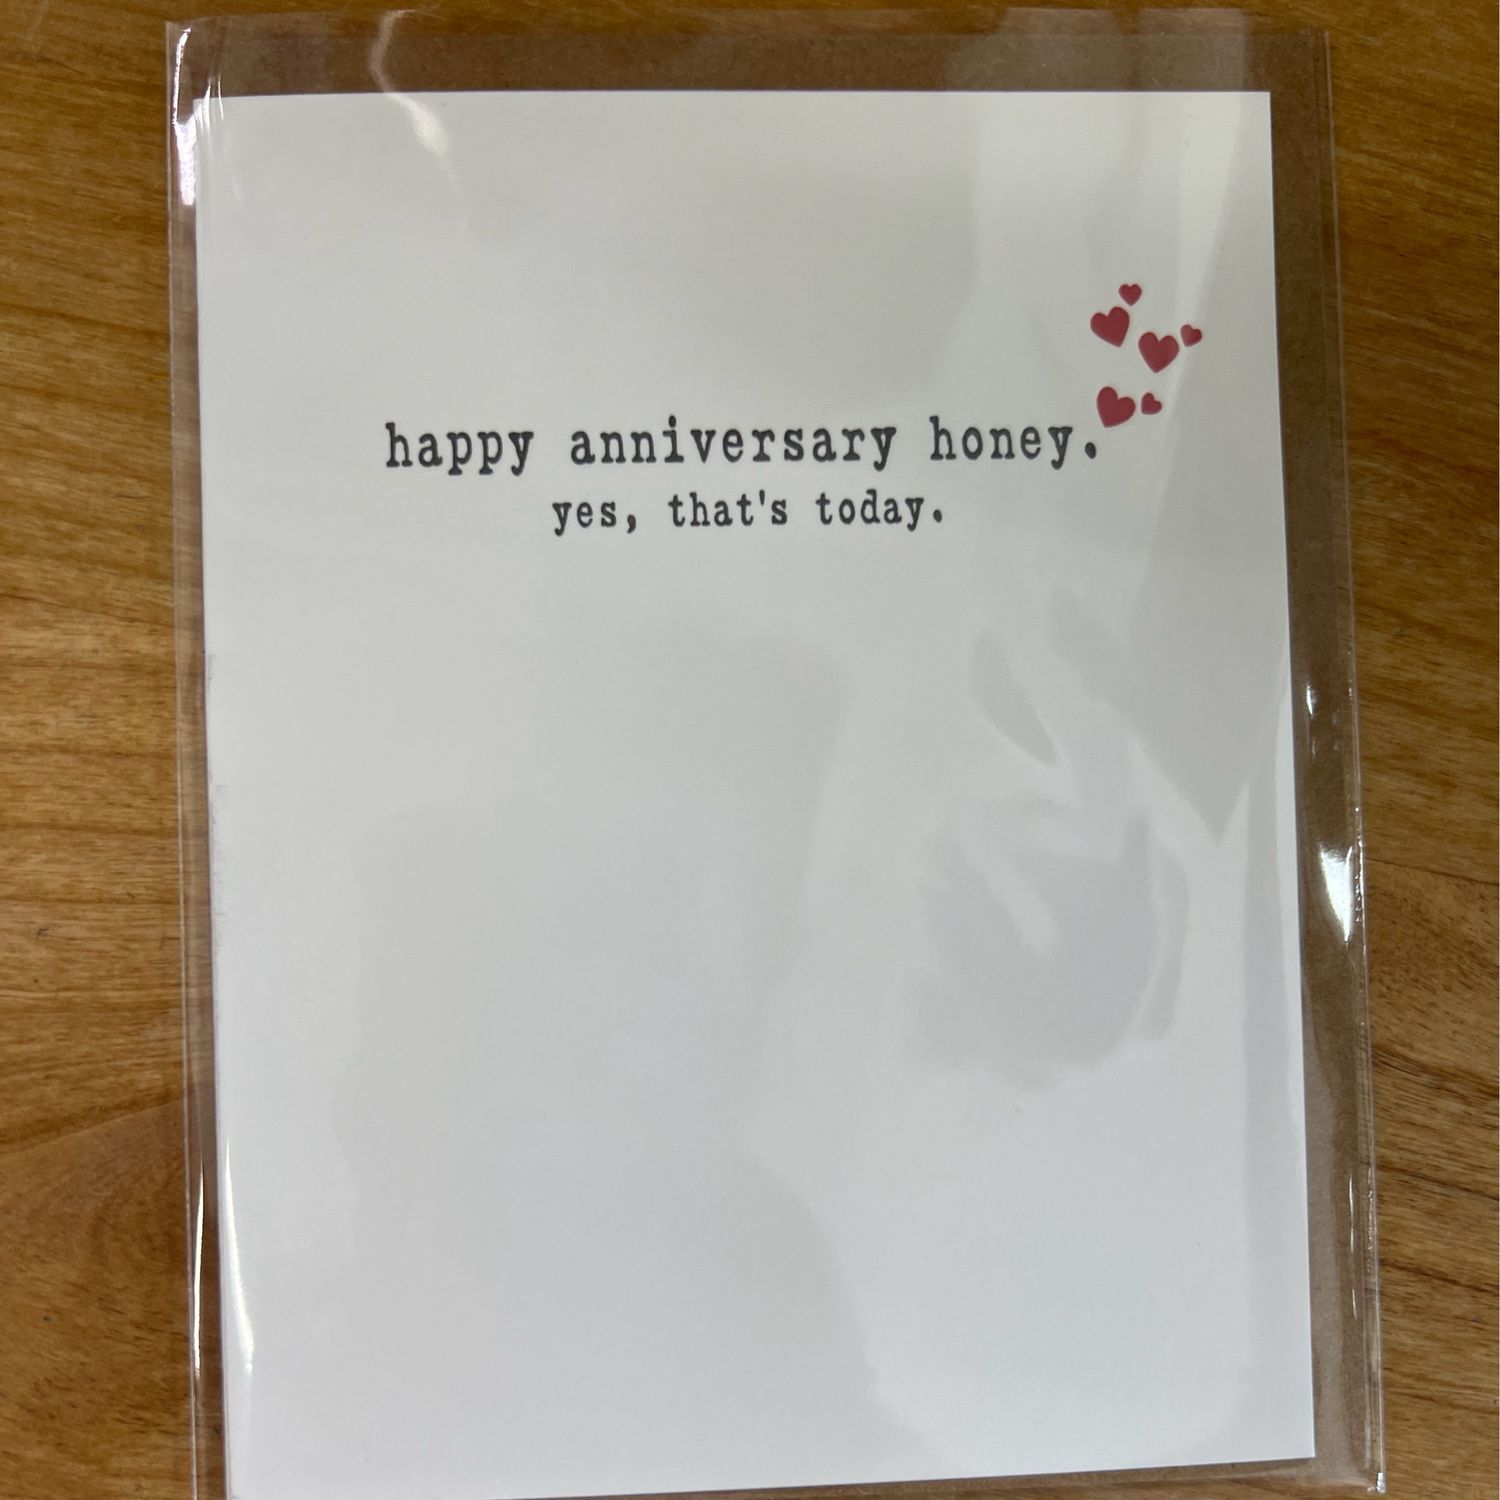 happy anniversary honey.
yes, that's today.